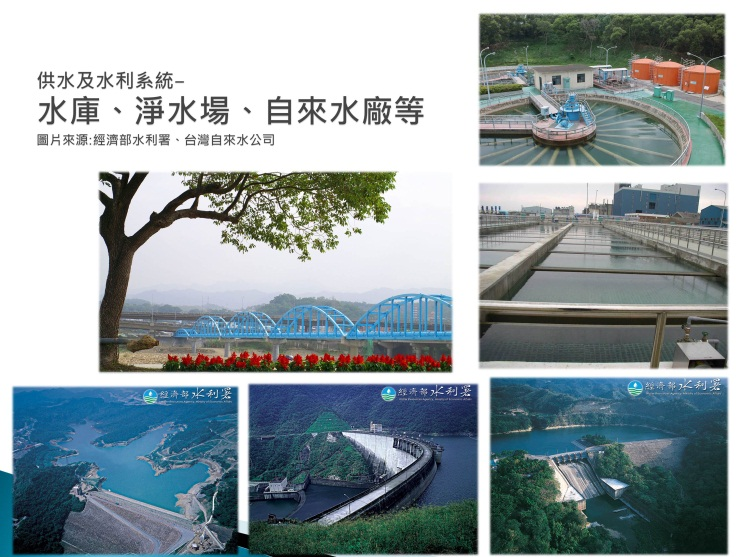 供水及水利系統–
水庫、淨水場、自來水廠等
圖片來源:經濟部水利署、台灣自來水公司
經濟部水利署
經濟部水利署
經濟部水利署